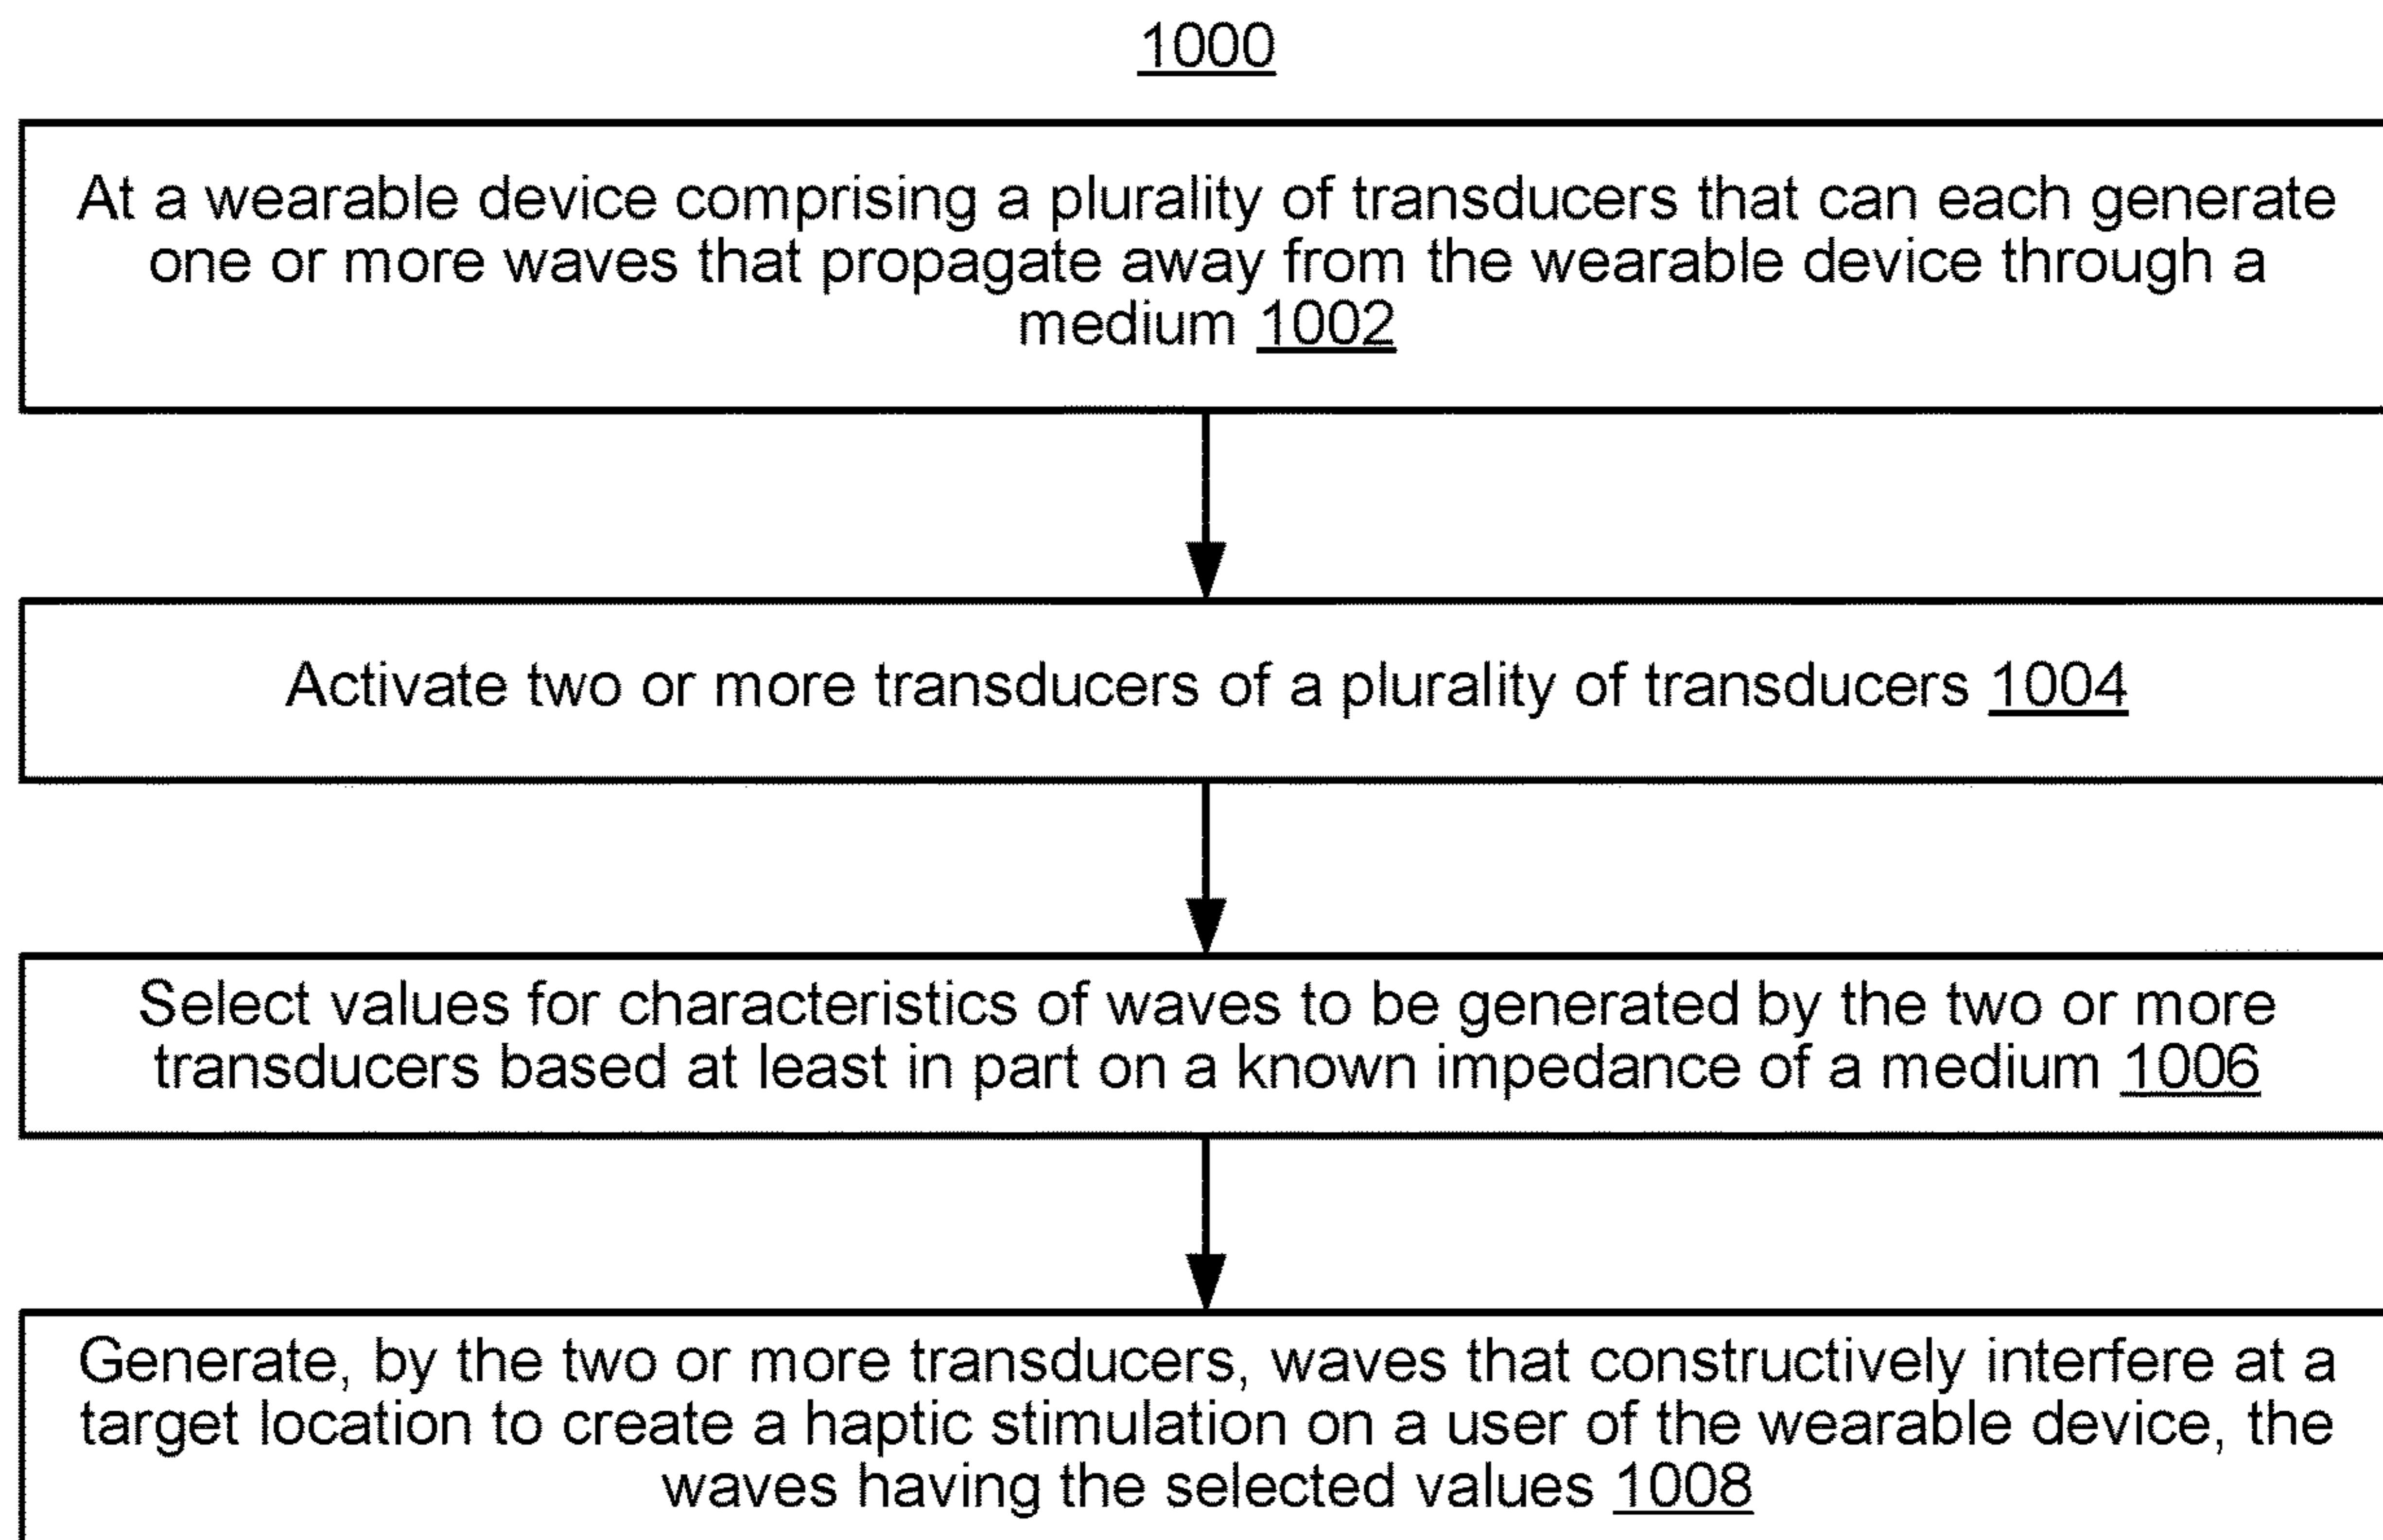 1000
At a wearable device comprising a plurality of transducers that can each generate
one or more waves that propagate away from the wearable device through a
medium 1002
Activate two or more transducers of a plurality of transducers 1004
Select values for characteristics of waves to be generated by the two or more
transducers based at least in part on a known impedance of a medium 1006
Generate, by the two or more transducers, waves that constructively interfere at a
target location to create a haptic stimulation on a user of the wearable device, the
waves having the selected values 1008